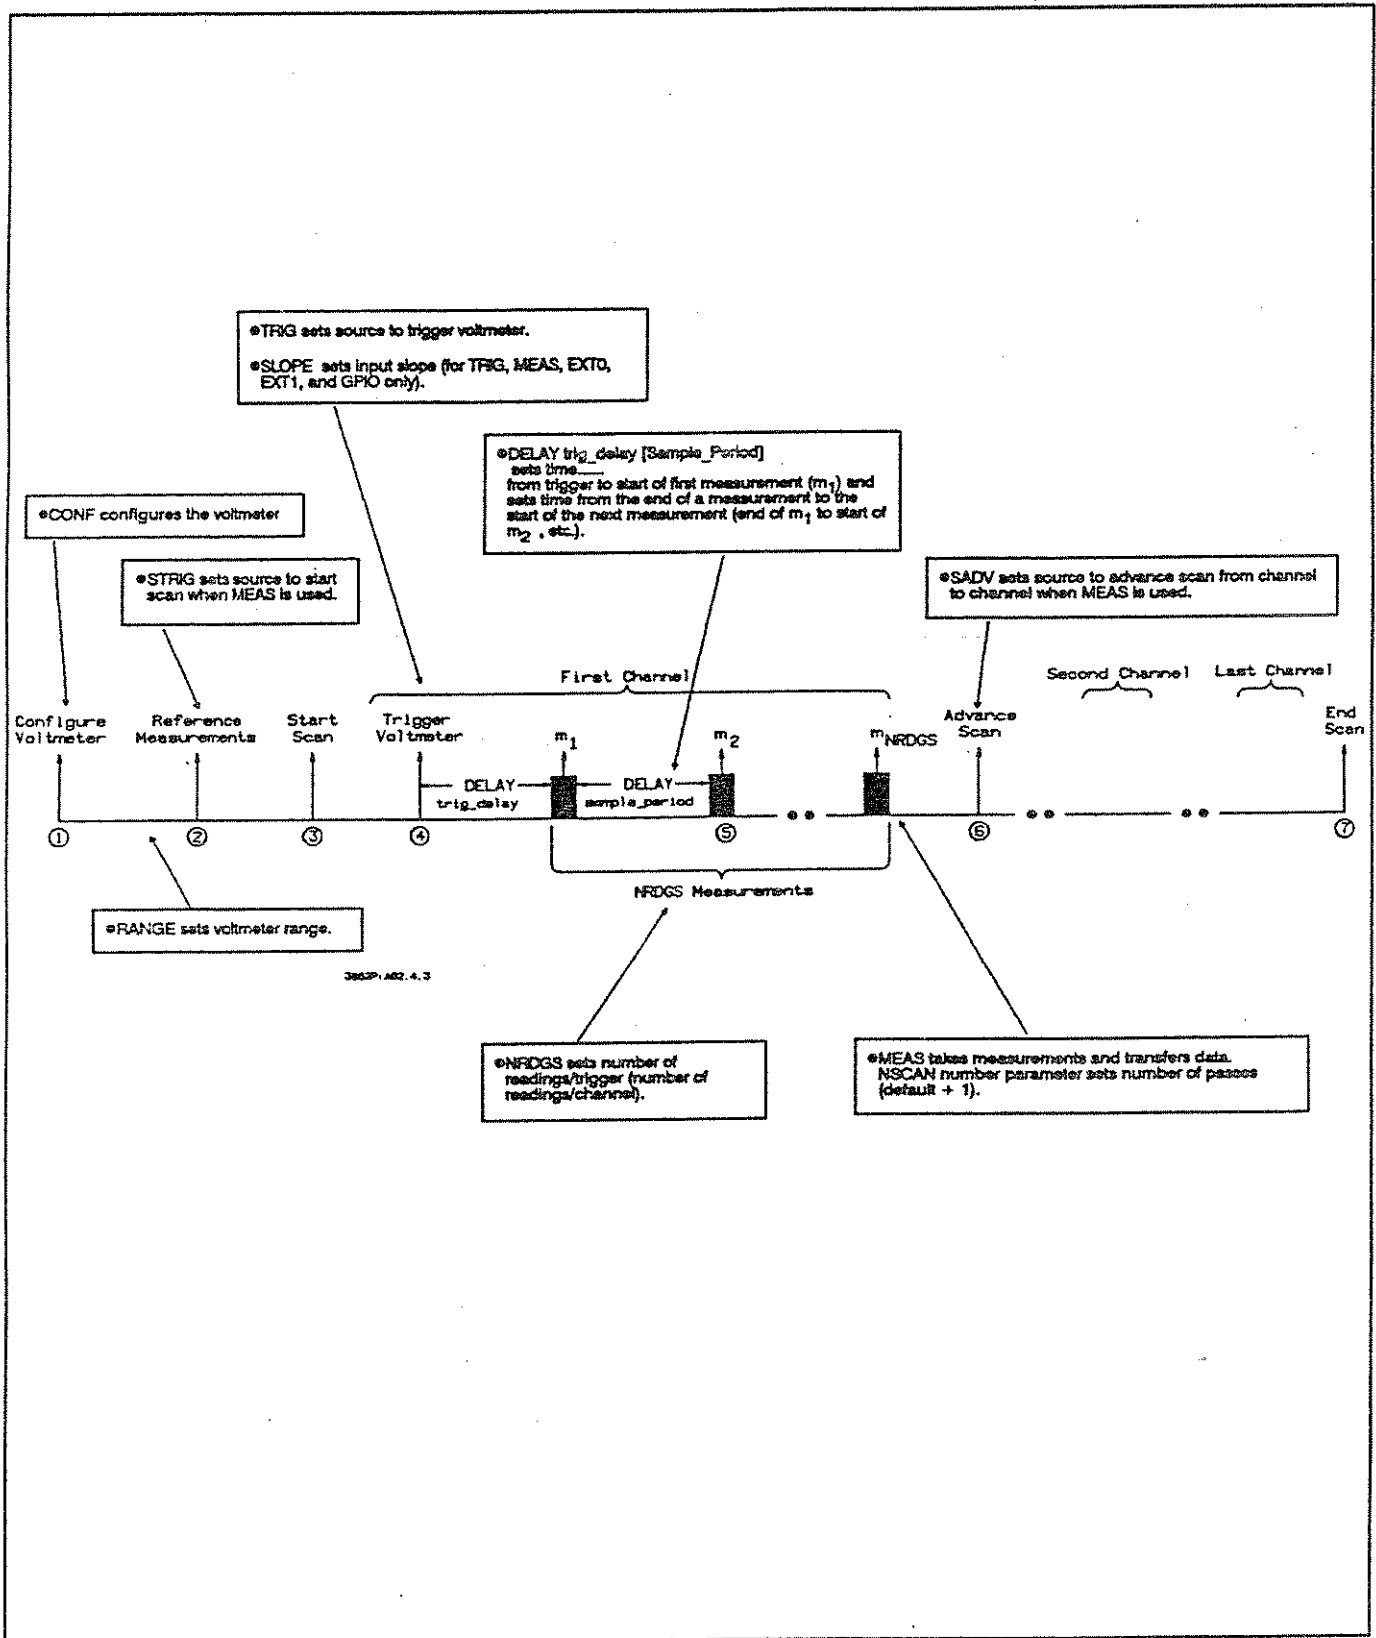 ●TRIG sets source to trigger voltmeter.
●SLOPE sets input slope (for TRIG, MEAS, EXT0,
EXT1, and GPIO only).
●DELAY trig_delay [Sample_Period]
sets time
from trigger to start of first measurement (m1) and
sets time from the end of a measurement to the
start of the next measurement (end of m1 to start of
m2 , etc.).
●CONF configures the voltmeter
●STRIG sets source to start
scan when MEAS is used.
●SADV sets source to advance scan from channel
to channel when MEAS is used.
First Channel
Second Channel
Last Channel
Configure
Voltmeter
Reference
Measurements
Start
Scan
Trigger
Voltmeter
m1
m2
mNRDGS
Advance
Scan
End
Scan
DELAY
trig_delay
DELAY
sample_period
① ② ③ ④ ⑤ ⑥ ⑦
NRDGS Measurements
●RANGE sets voltmeter range.
●NRDGS sets number of
readings/trigger (number of
readings/channel).
●MEAS takes measurements and transfers data.
NSCAN number parameter sets number of passes
(default + 1).